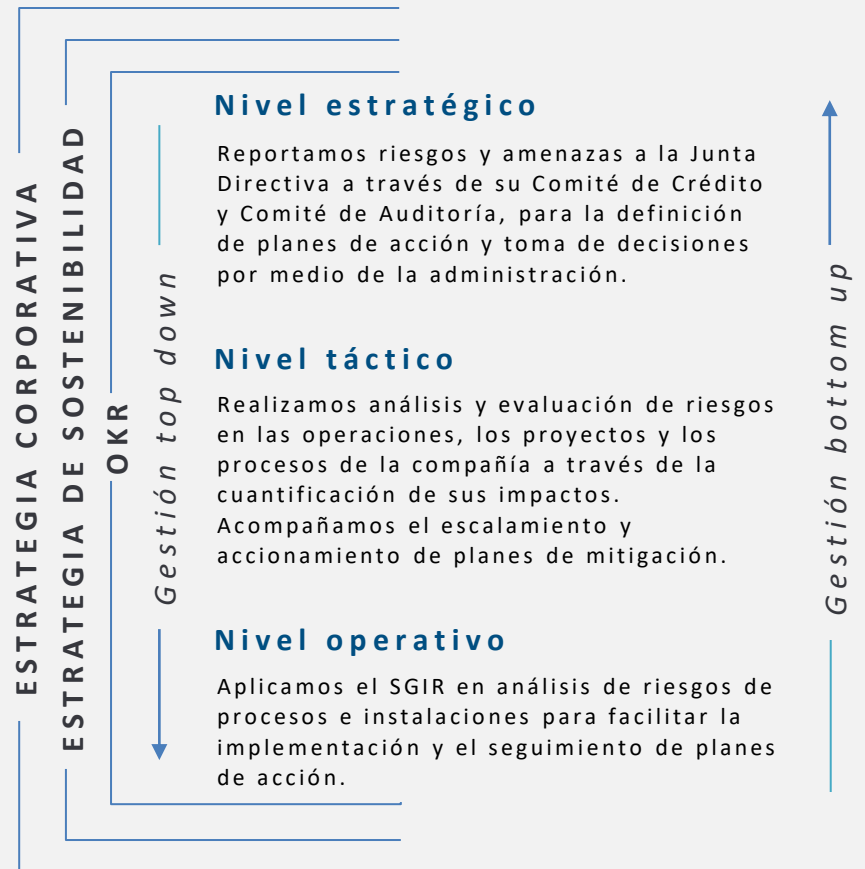 ESTRATEGIA CORPORATIVA
ESTRATEGIA DE SOSTENIBILIDAD
OKR
Gestión top down
Nivel estratégico
Reportamos riesgos y amenazas a la Junta
Directiva a través de su Comité de Crédito
y Comité de Auditoría, para la definición
de planes de acción y toma de decisiones
por medio de la administración.
Nivel táctico
Realizamos análisis y evaluación de riesgos
en las operaciones, los proyectos y los
procesos de la compañía a través de la
cuantificación de sus impactos.
Acompañamos el escalamiento y
accionamiento de planes de mitigación.
Nivel operativo
Aplicamos el SGIR en análisis de riesgos de
procesos e instalaciones para facilitar la
implementación y el seguimiento de planes
de acción.
Gestión bottom up